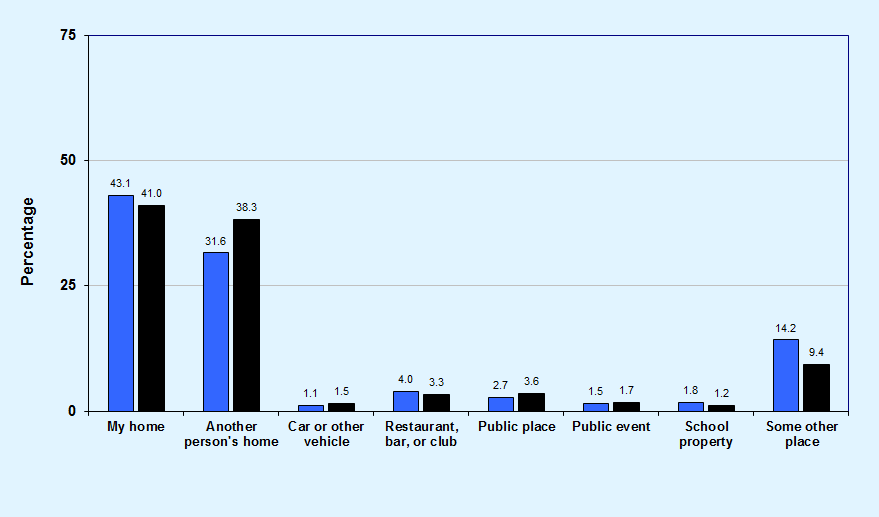 75
50
25
0
Percentage
43.1
41.0
31.6
38.3
1.1
1.5
4.0
3.3
2.7
3.6
1.5
1.7
1.8
1.2
14.2
9.4
My home
Another
person's home
Car or other
vehicle
Restaurant,
bar, or club
Public place
Public event
School
property
Some other
place